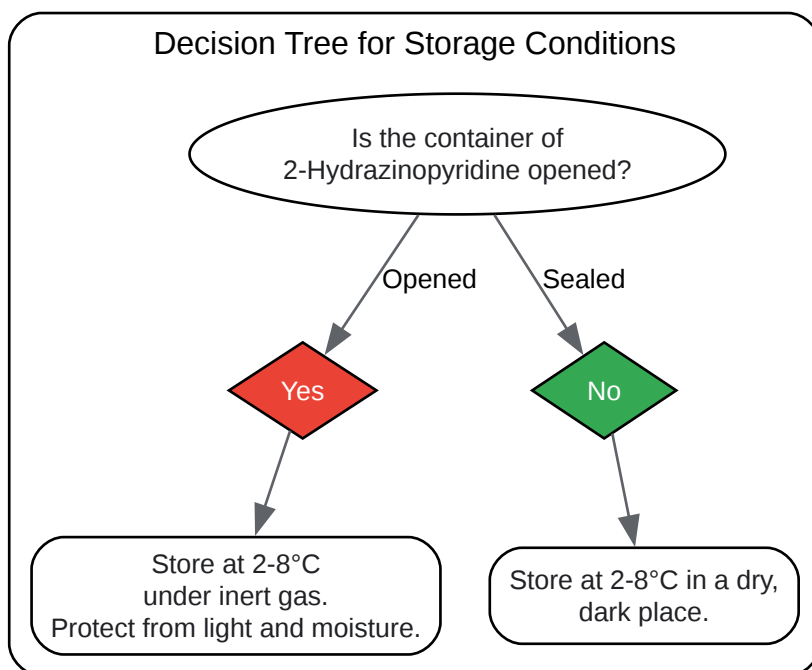 Decision Tree for Storage Conditions
Is the container of
2-Hydrazinopyridine opened?
Opened
Sealed
Yes
No
Store at 2-8°C
under inert gas.
Protect from light and moisture.
Store at 2-8°C in a dry,
dark place.